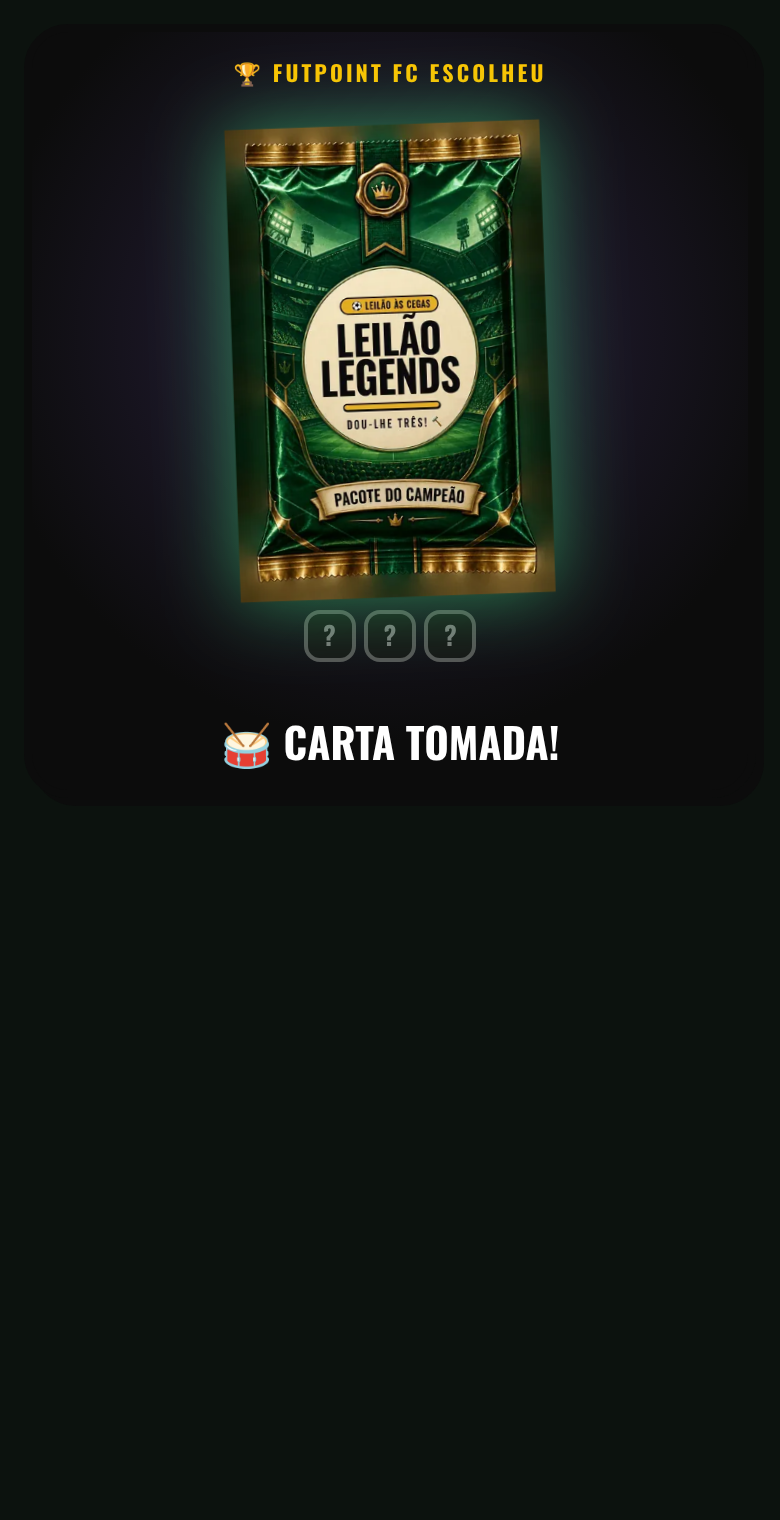 🏆 FUTPOINT FC ESCOLHEU
⚽ LEILÃO ÀS CEGAS
LEILÃO
LEGENDS
DOU-LHE TRÊS!
PACOTE DO CAMPEÃO
? ? ?
🥁 CARTA TOMADA!